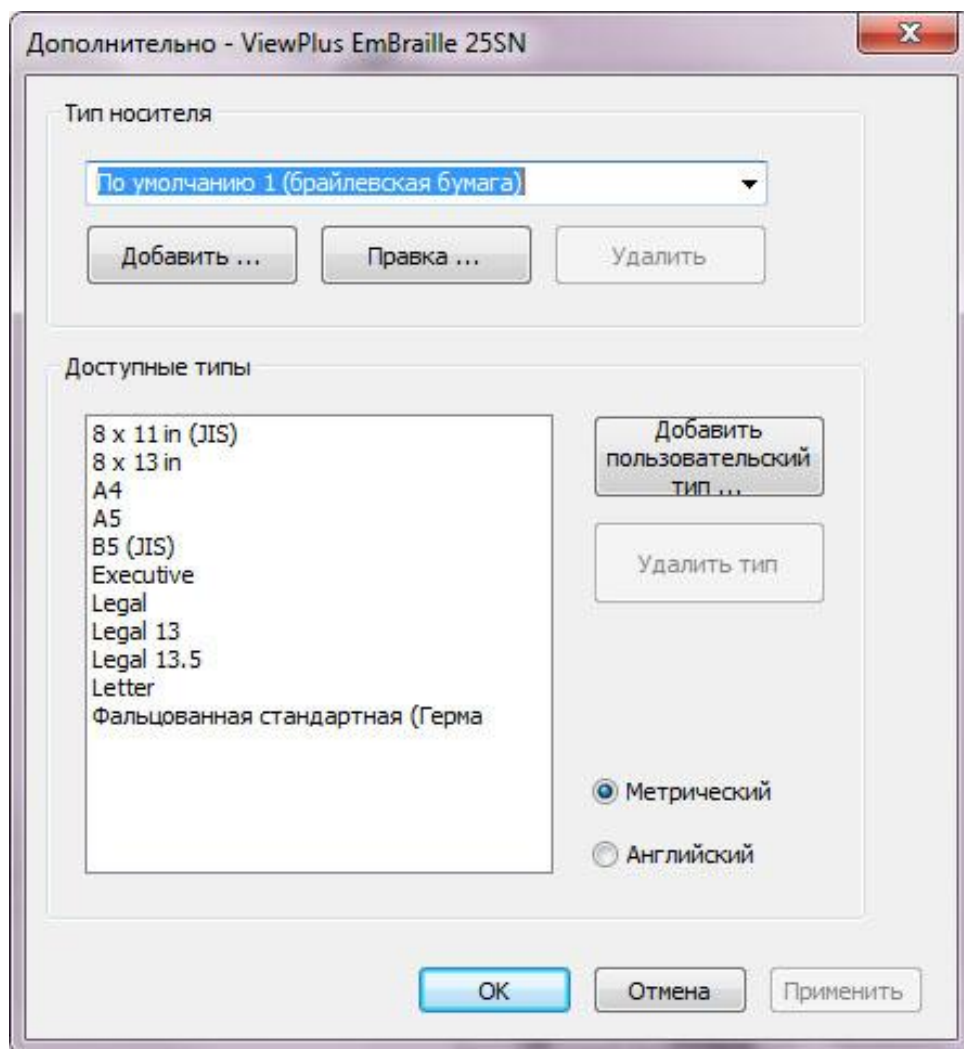 Дополнительно - ViewPlus EmBraille 25SN
Тип носителя
По умолчанию 1 (брайлевская бумага)
Добавить ...
Правка ...
Удалить
Доступные типы
8 x 11 in (JIS)
8 x 13 in
A4
A5
B5 (JIS)
Executive
Legal
Legal 13
Legal 13.5
Letter
Фальцованная стандартная (Герма
Добавить
пользовательский
тип ...
Удалить тип
Метрический
Английский
OK
Отмена
Применить